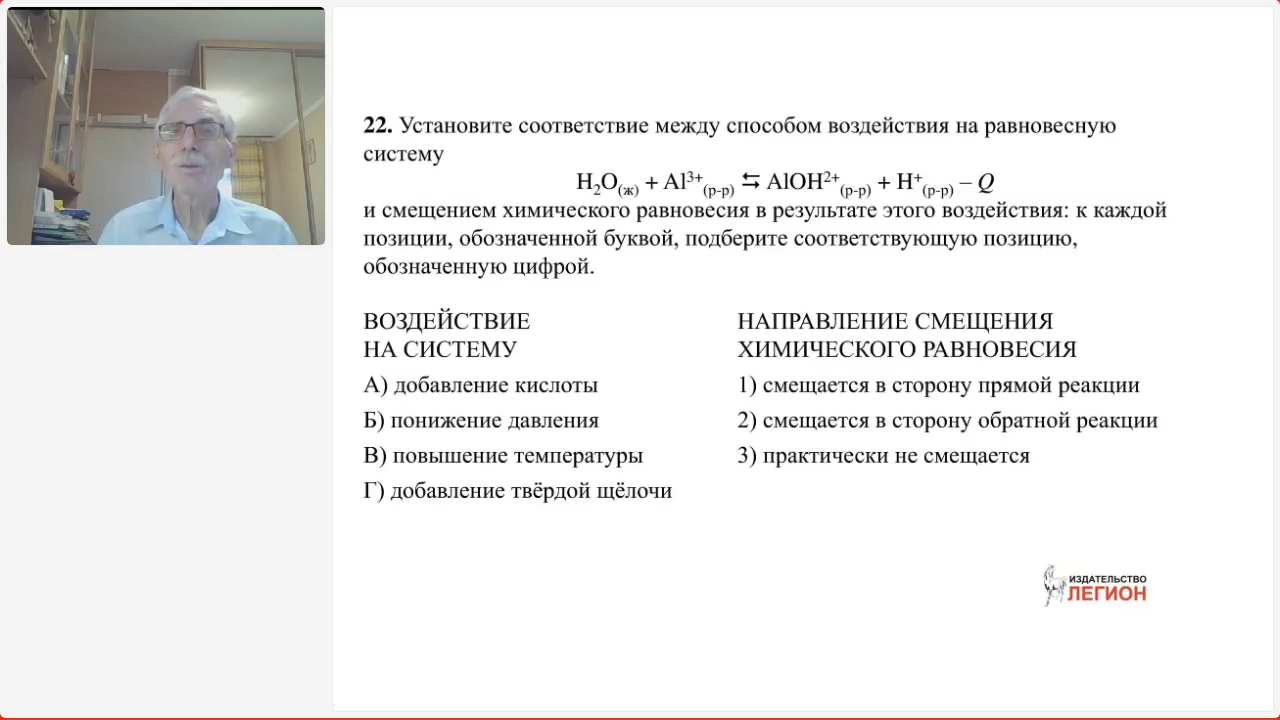 22. Установите соответствие между способом воздействия на равновесную
систему
H₂O₍ж₎ + Al³⁺₍р-р₎ ⇆ AlOH²⁺₍р-р₎ + H⁺₍р-р₎ – Q
и смещением химического равновесия в результате этого воздействия: к каждой
позиции, обозначенной буквой, подберите соответствующую позицию,
обозначенную цифрой.
ВОЗДЕЙСТВИЕ
НА СИСТЕМУ
А) добавление кислоты
Б) понижение давления
В) повышение температуры
Г) добавление твёрдой щёлочи
НАПРАВЛЕНИЕ СМЕЩЕНИЯ
ХИМИЧЕСКОГО РАВНОВЕСИЯ
1) смещается в сторону прямой реакции
2) смещается в сторону обратной реакции
3) практически не смещается
ИЗДАТЕЛЬСТВО
ЛЕГИОН